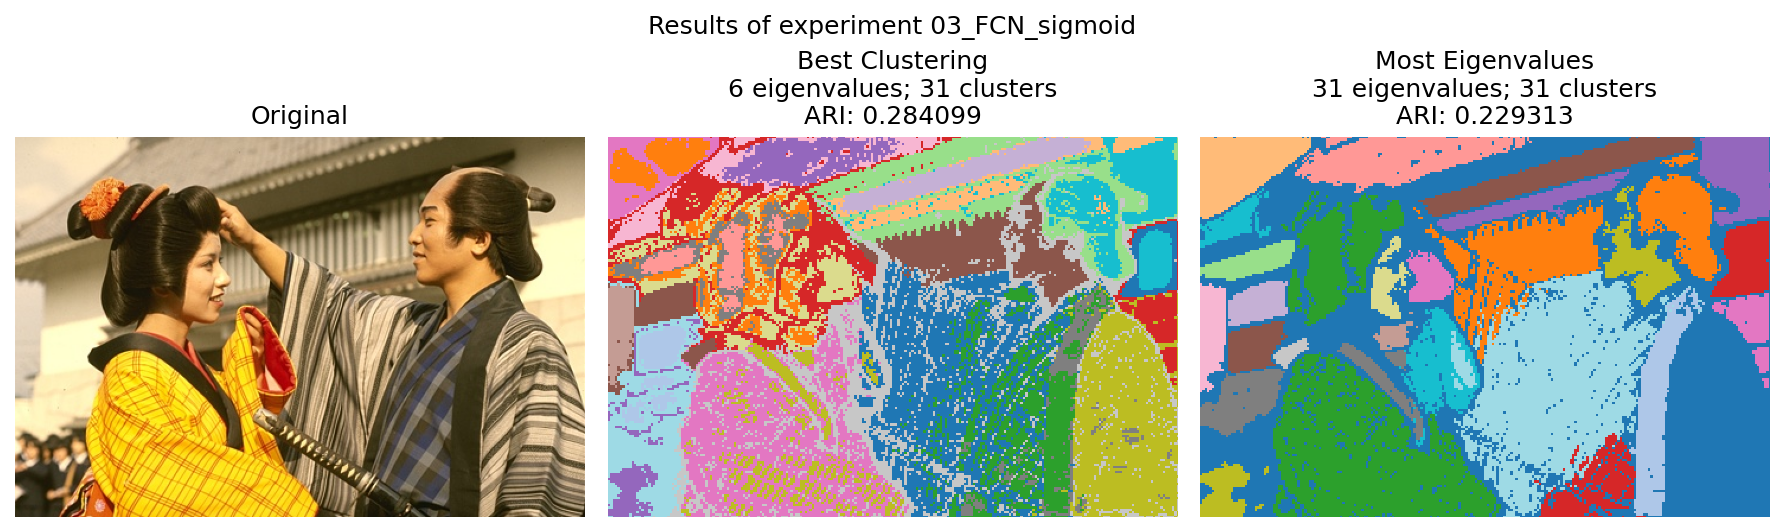 Results of experiment 03_FCN_sigmoid
Original
Best Clustering
6 eigenvalues; 31 clusters
ARI: 0.284099
Most Eigenvalues
31 eigenvalues; 31 clusters
ARI: 0.229313